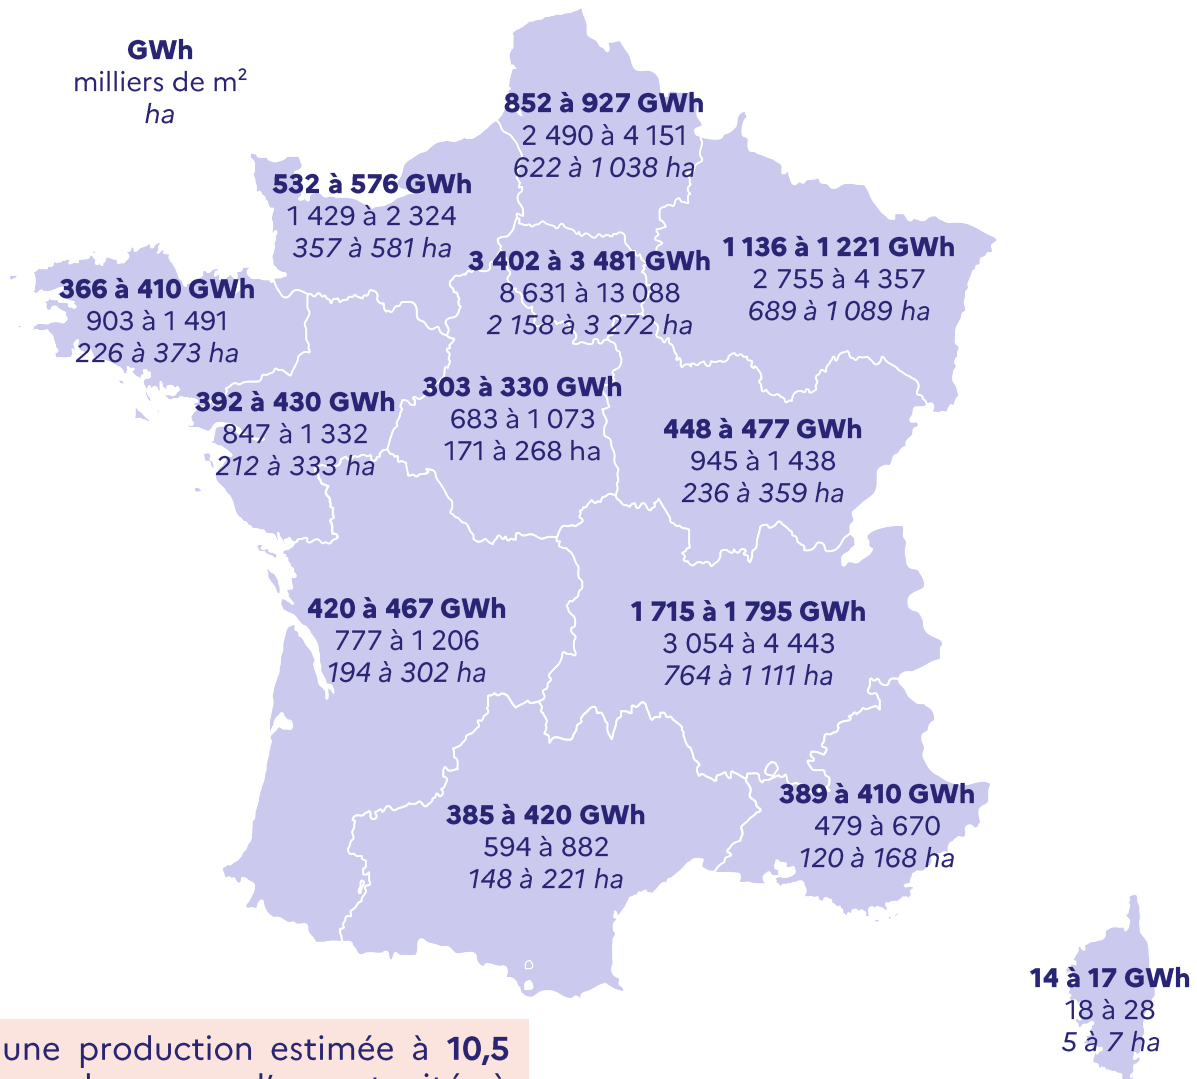 GWh
milliers de m²
ha
852 à 927 GWh
2 490 à 4 151
622 à 1 038 ha
532 à 576 GWh
1 429 à 2 324
357 à 581 ha
3 402 à 3 481 GWh
8 631 à 13 088
2 158 à 3 272 ha
1 136 à 1 221 GWh
2 755 à 4 357
689 à 1 089 ha
366 à 410 GWh
903 à 1 491
226 à 373 ha
392 à 430 GWh
847 à 1 332
212 à 333 ha
303 à 330 GWh
683 à 1 073
171 à 268 ha
448 à 477 GWh
945 à 1 438
236 à 359 ha
420 à 467 GWh
777 à 1 206
194 à 302 ha
1 715 à 1 795 GWh
3 054 à 4 443
764 à 1 111 ha
385 à 420 GWh
594 à 882
148 à 221 ha
389 à 410 GWh
479 à 670
120 à 168 ha
14 à 17 GWh
18 à 28
5 à 7 ha
une production estimée à 10,5